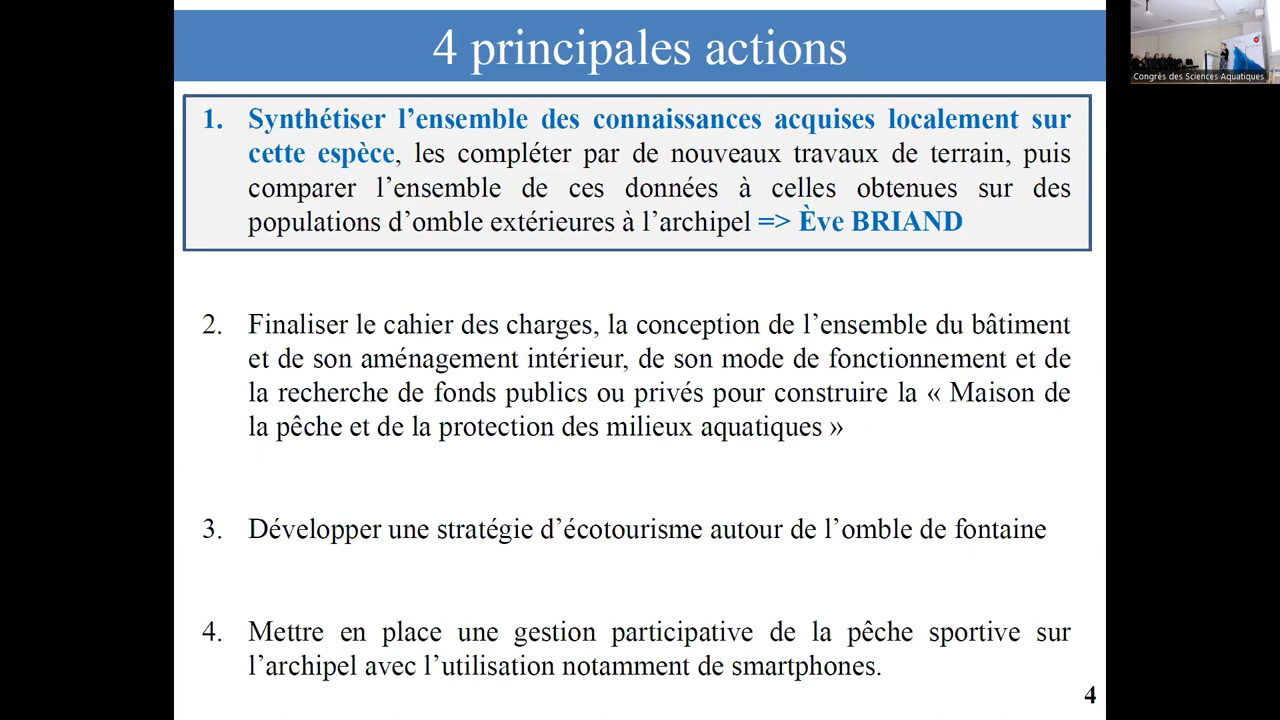 4 principales actions
Congrès des Sciences Aquatiques
1. Synthétiser l’ensemble des connaissances acquises localement sur
cette espèce, les compléter par de nouveaux travaux de terrain, puis
comparer l’ensemble de ces données à celles obtenues sur des
populations d’omble extérieures à l’archipel => Ève BRIAND
2. Finaliser le cahier des charges, la conception de l’ensemble du bâtiment
et de son aménagement intérieur, de son mode de fonctionnement et de
la recherche de fonds publics ou privés pour construire la « Maison de
la pêche et de la protection des milieux aquatiques »
3. Développer une stratégie d’écotourisme autour de l’omble de fontaine
4. Mettre en place une gestion participative de la pêche sportive sur
l’archipel avec l’utilisation notamment de smartphones.
4